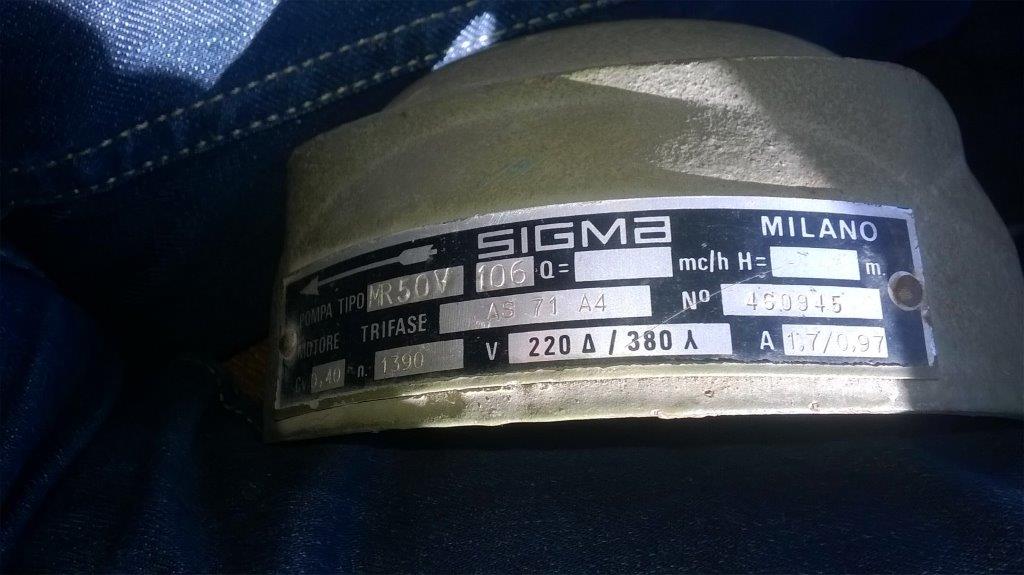 SIGMA MILANO
POMPA TIPO MR50V 106 Q= mc/h H= m.
MOTORE TRIFASE AS 71 A4 Nº 460945
Cv 0,40 n. 1390 V 220 Δ / 380 ⅄ A 1,7/0,97